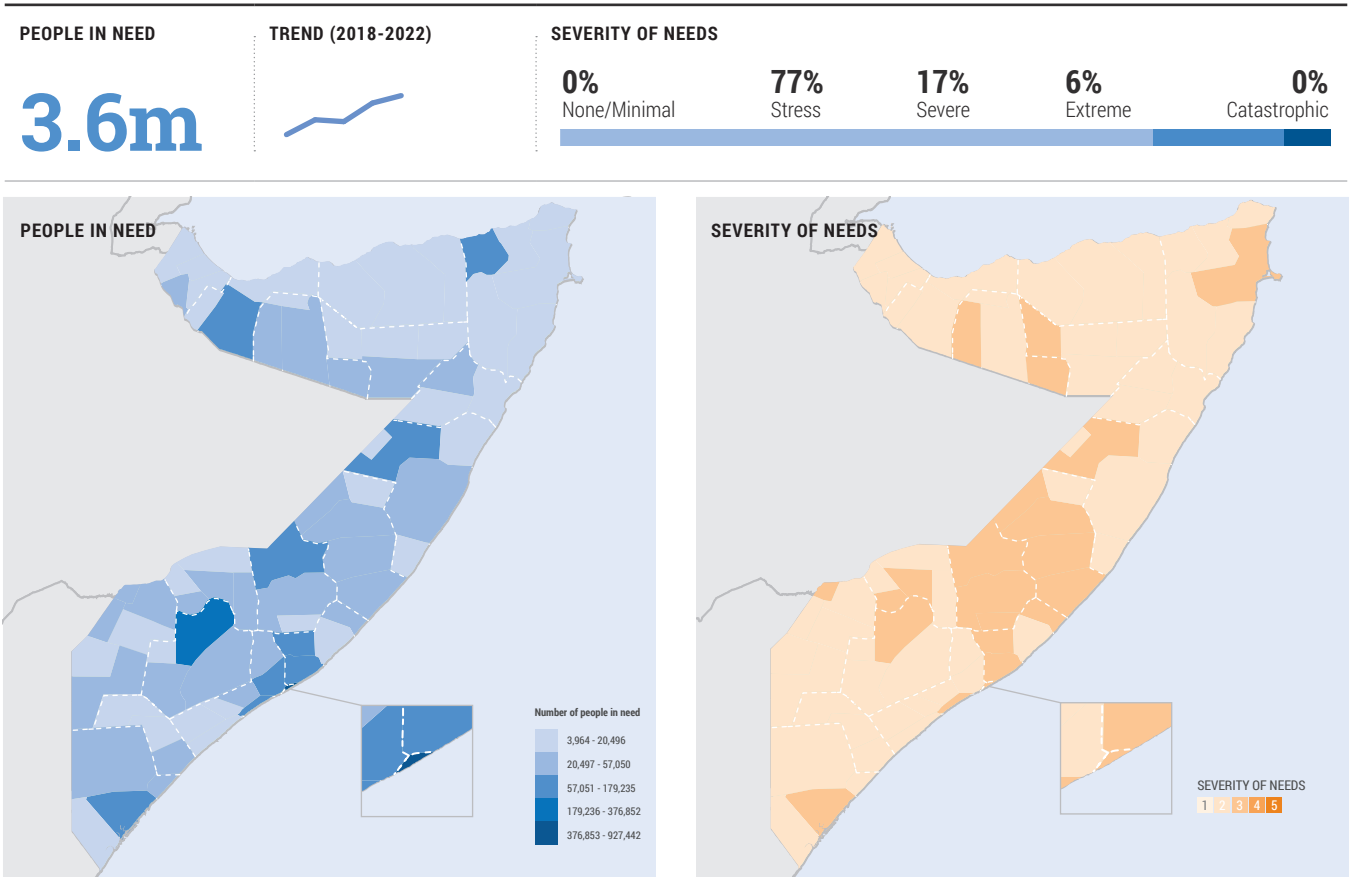 PEOPLE IN NEED
3.6m
TREND (2018-2022)
SEVERITY OF NEEDS
0% 77% 17% 6% 0%
None/Minimal Stress Severe Extreme Catastrophic
PEOPLE IN NEED
Number of people in need
3,964 - 20,496
20,497 - 57,050
57,051 - 179,235
179,236 - 376,852
376,853 - 927,442
SEVERITY OF NEEDS
SEVERITY OF NEEDS
1 2 3 4 5